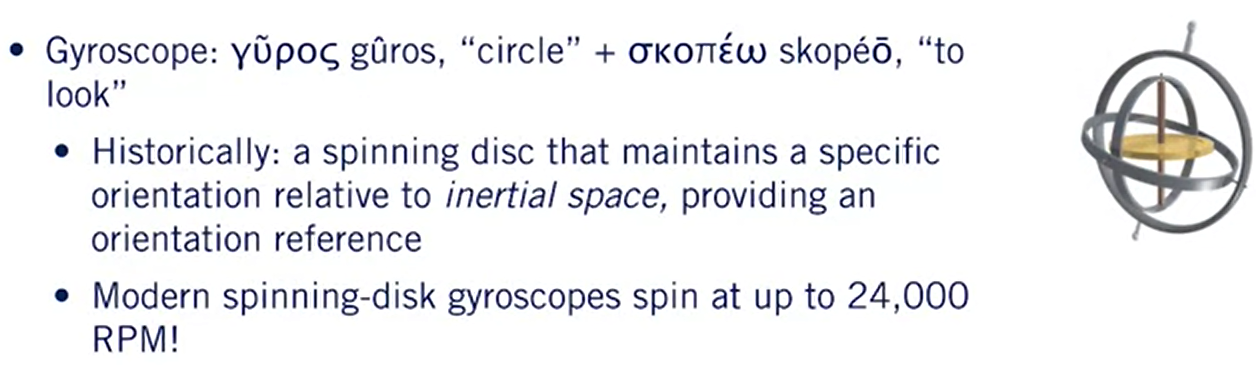 • Gyroscope: γῦρος gûros, “circle” + σκοπέω skopéō, “to
look”
• Historically: a spinning disc that maintains a specific
orientation relative to inertial space, providing an
orientation reference
• Modern spinning-disk gyroscopes spin at up to 24,000
RPM!